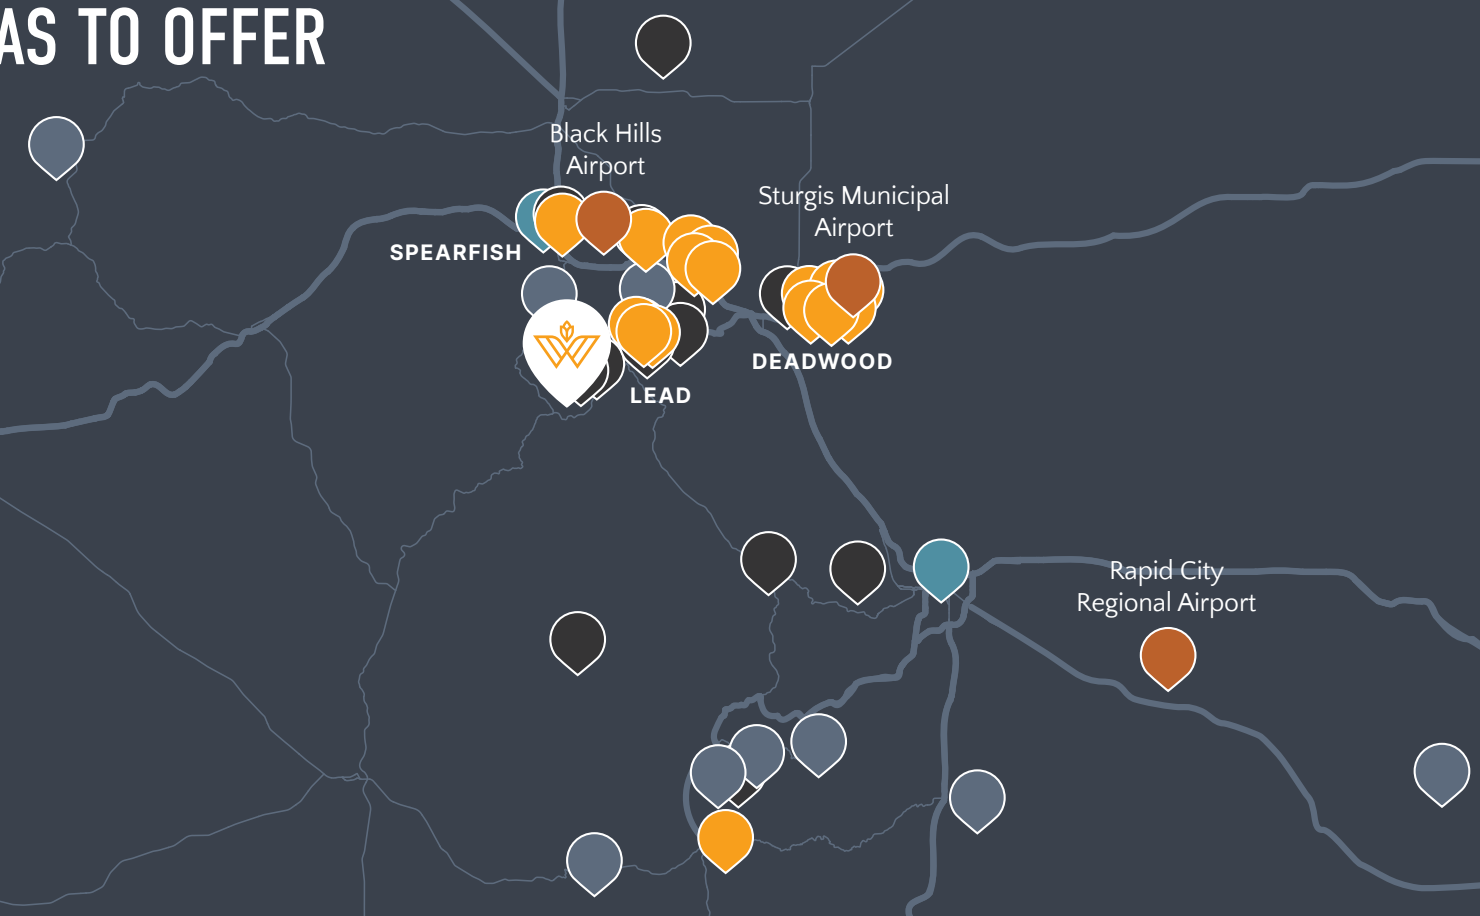 AS TO OFFER
Black Hills
Airport
Sturgis Municipal
Airport
SPEARFISH
DEADWOOD
LEAD
Rapid City
Regional Airport